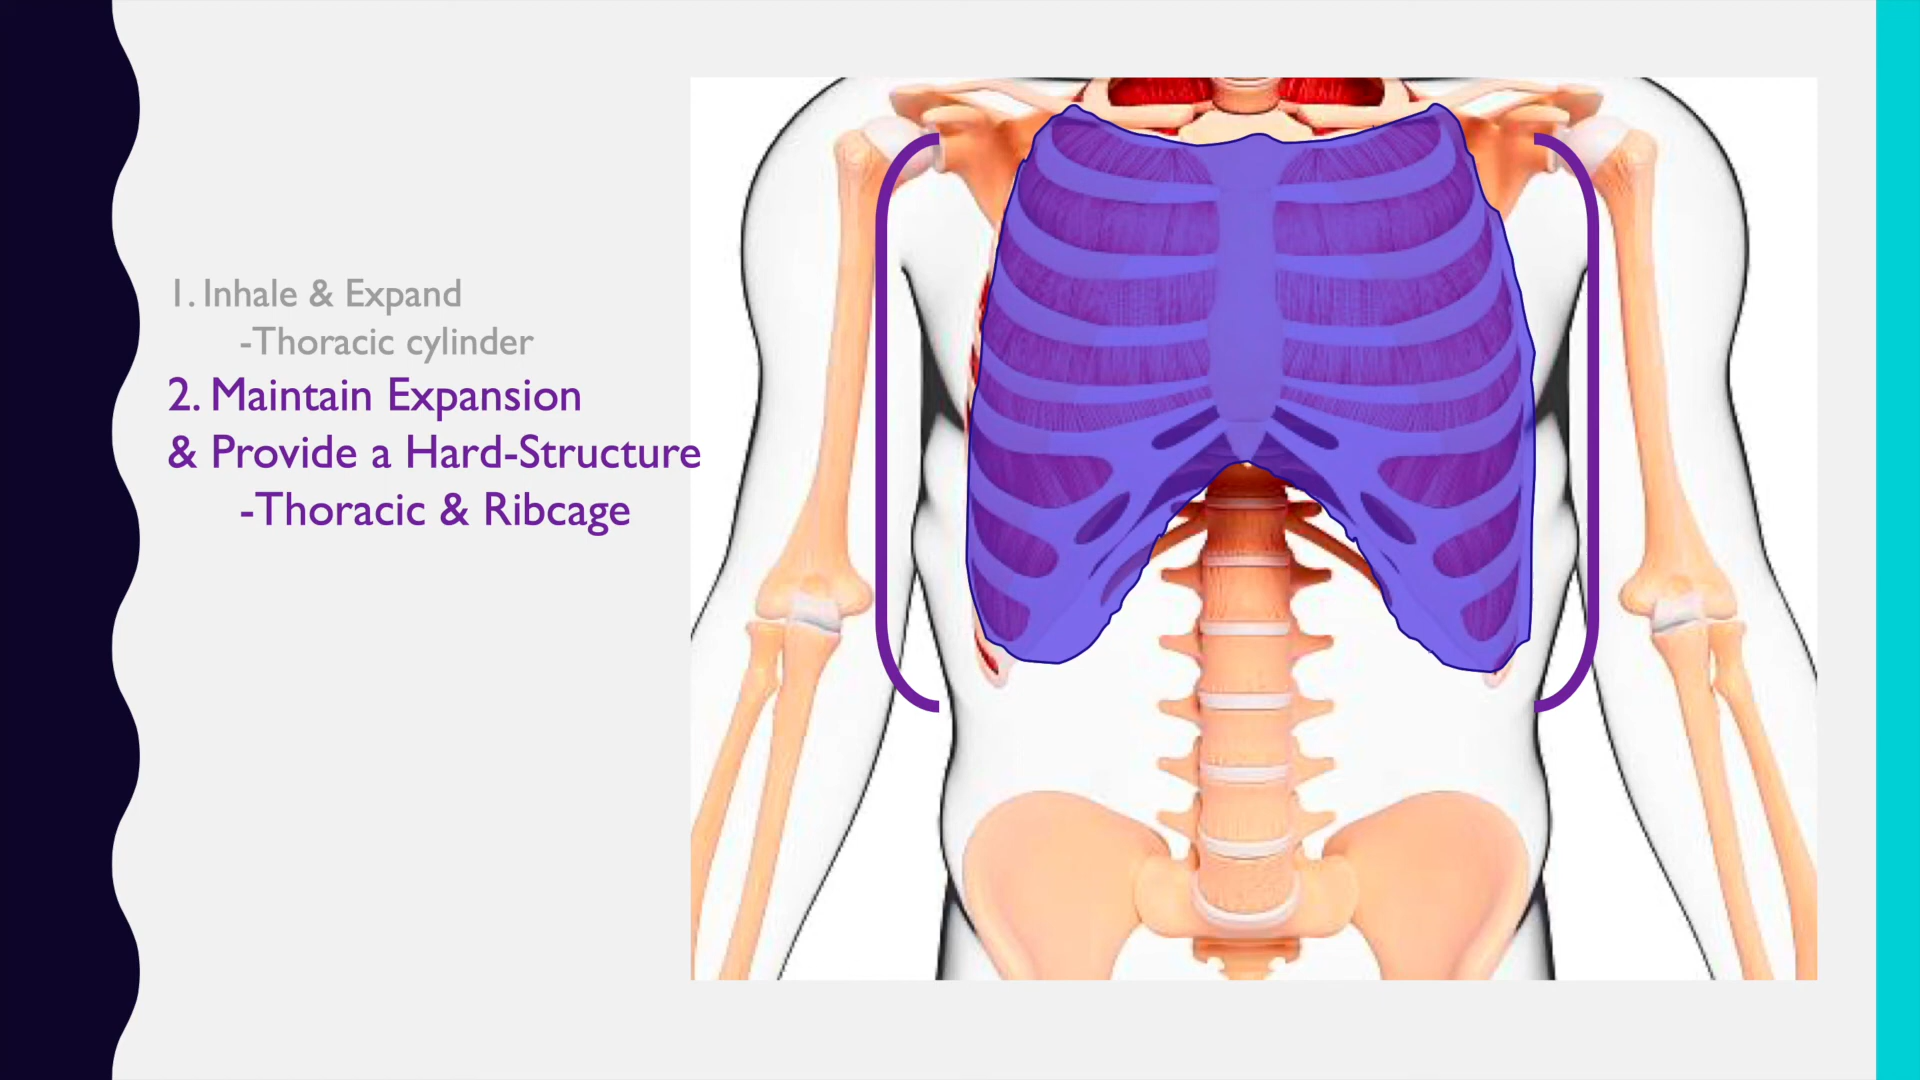 1. Inhale & Expand
-Thoracic cylinder
2. Maintain Expansion
& Provide a Hard-Structure
-Thoracic & Ribcage